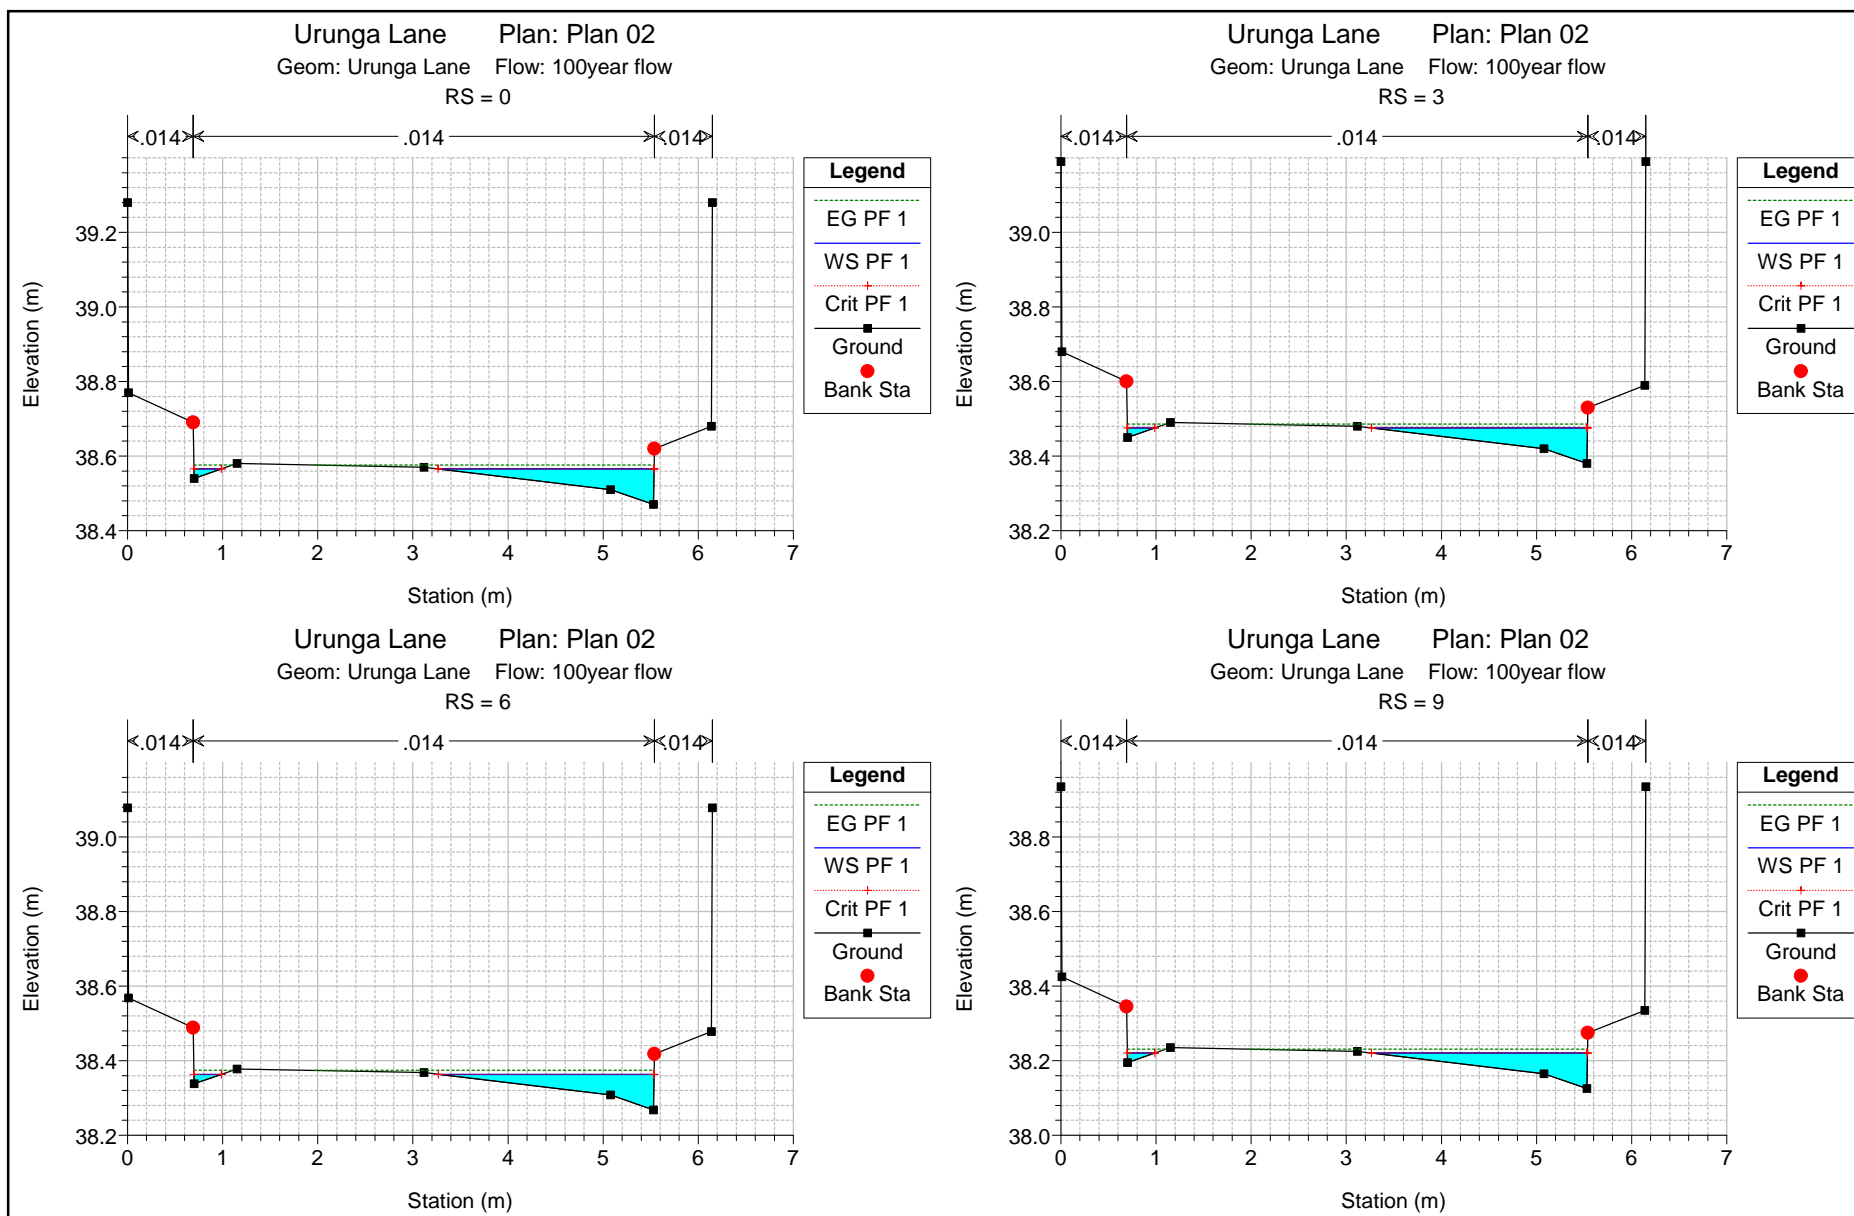 Urunga Lane Plan: Plan 02
Geom: Urunga Lane Flow: 100year flow
RS = 0
.014 .014 .014
Legend
EG PF 1
WS PF 1
Crit PF 1
Ground
Bank Sta
Elevation (m)
39.2
39.0
38.8
38.6
38.4
0 1 2 3 4 5 6 7
Station (m)
Urunga Lane Plan: Plan 02
Geom: Urunga Lane Flow: 100year flow
RS = 3
.014 .014 .014
Legend
EG PF 1
WS PF 1
Crit PF 1
Ground
Bank Sta
Elevation (m)
39.0
38.8
38.6
38.4
38.2
0 1 2 3 4 5 6 7
Station (m)
Urunga Lane Plan: Plan 02
Geom: Urunga Lane Flow: 100year flow
RS = 6
.014 .014 .014
Legend
EG PF 1
WS PF 1
Crit PF 1
Ground
Bank Sta
Elevation (m)
39.0
38.8
38.6
38.4
38.2
0 1 2 3 4 5 6 7
Station (m)
Urunga Lane Plan: Plan 02
Geom: Urunga Lane Flow: 100year flow
RS = 9
.014 .014 .014
Legend
EG PF 1
WS PF 1
Crit PF 1
Ground
Bank Sta
Elevation (m)
38.8
38.6
38.4
38.2
38.0
0 1 2 3 4 5 6 7
Station (m)